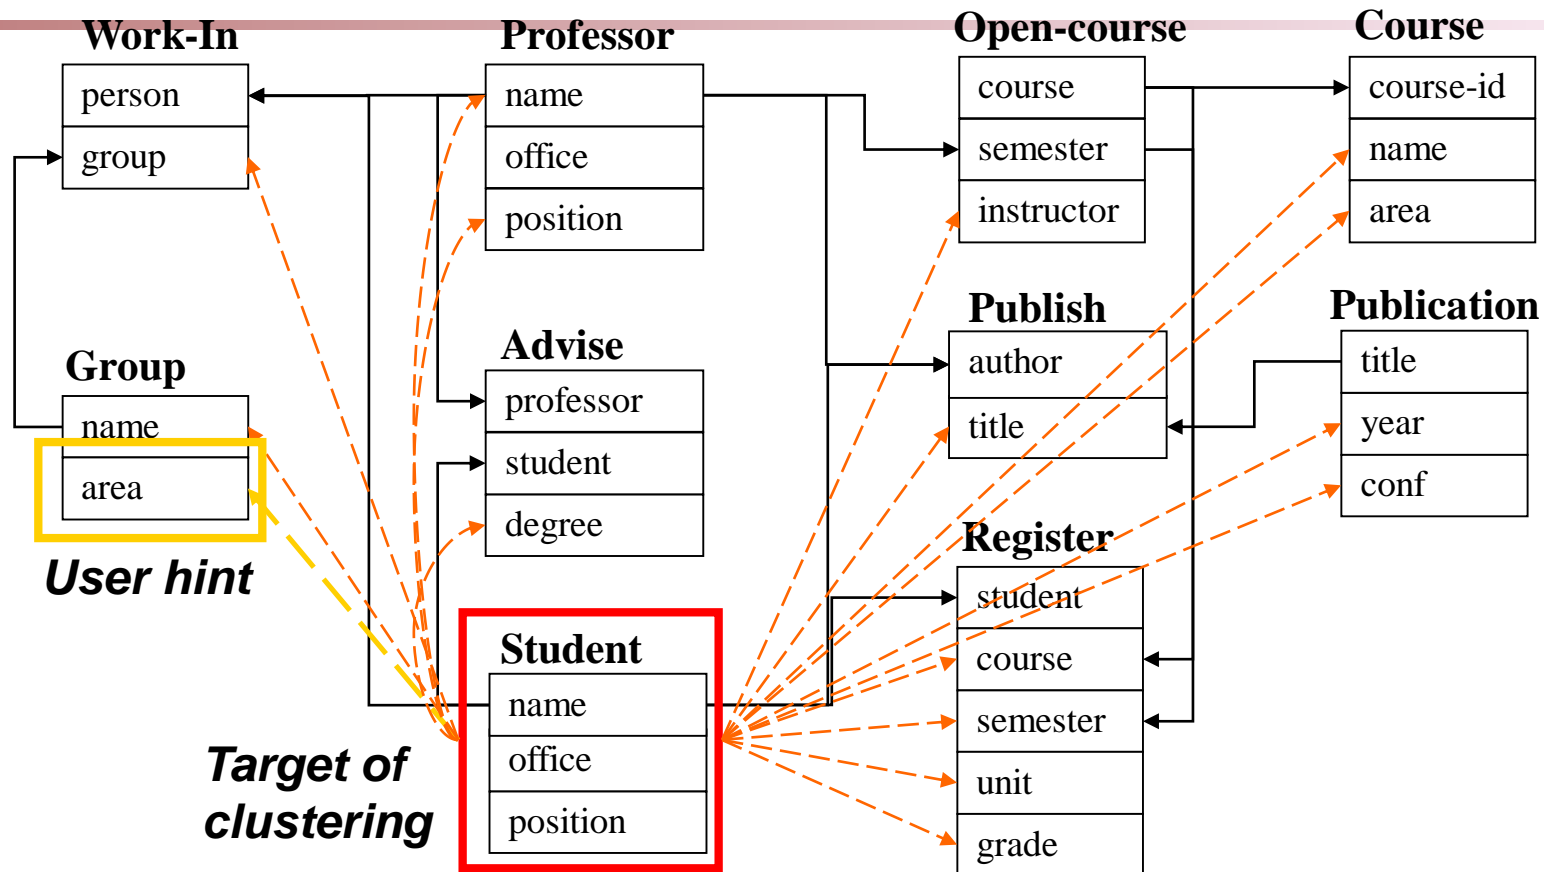 Work-In
person
group
Professor
name
office
position
Open-course
course
semester
instructor
Course
course-id
name
area
Group
name
area
User hint
Advise
professor
student
degree
Publish
author
title
Publication
title
year
conf
Target of
clustering
Student
name
office
position
Register
student
course
semester
unit
grade